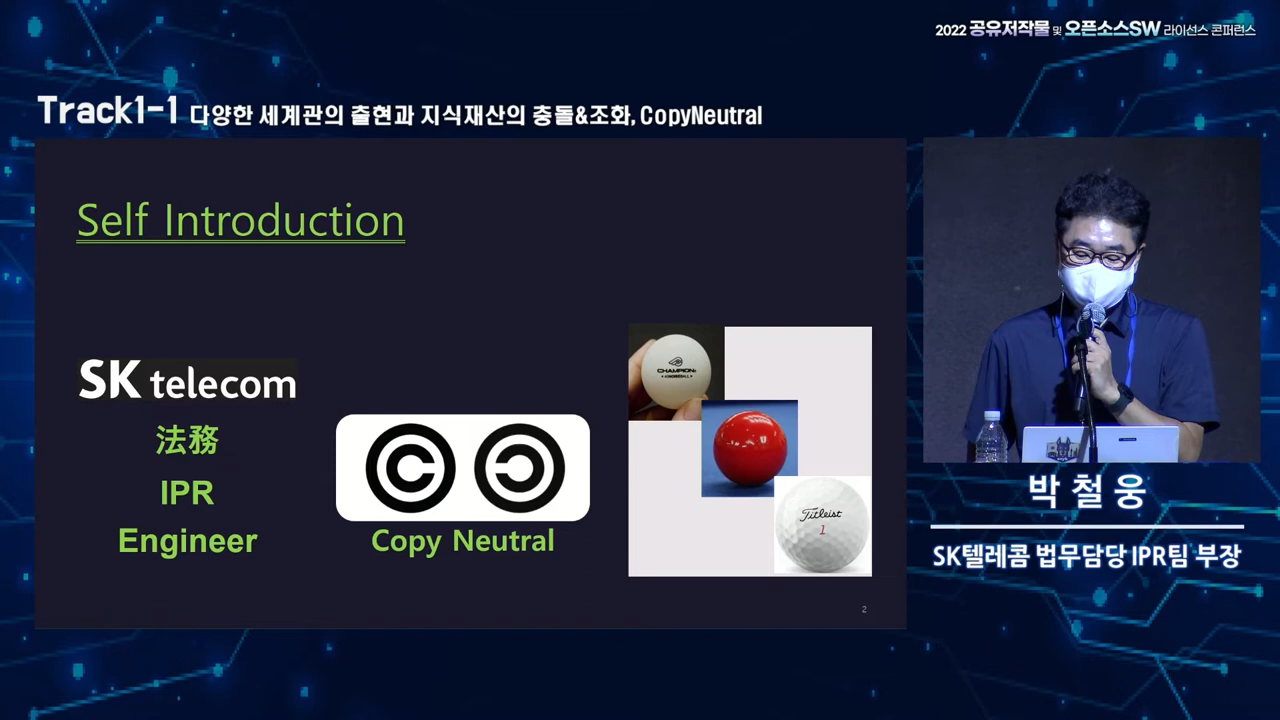 2022 공유저작물 및 오픈소스SW 라이선스 콘퍼런스
Track1-1 다양한 세계관의 출현과 지식재산의 충돌&조화, CopyNeutral
Self Introduction
SK telecom
法務
IPR
Engineer
Copy Neutral
CHAMPION
Titleist
1
2
박철웅
SK텔레콤 법무담당 IPR팀 부장